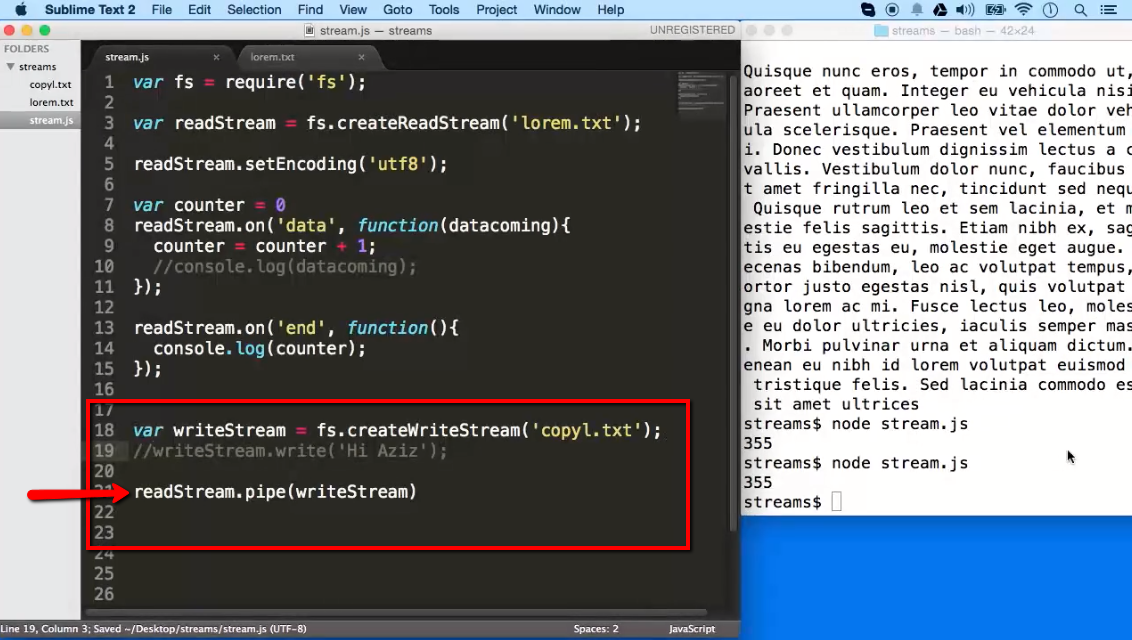 Sublime Text 2 File Edit Selection Find View Goto Tools Project Window Help
stream.js — streams
UNREGISTERED
streams — bash — 42×24
FOLDERS
streams
copyl.txt
lorem.txt
stream.js
stream.js ×
lorem.txt ×
1 var fs = require('fs');
2
3 var readStream = fs.createReadStream('lorem.txt');
4
5 readStream.setEncoding('utf8');
6
7 var counter = 0
8 readStream.on('data', function(datacoming){
9 counter = counter + 1;
10 //console.log(datacoming);
11 });
12
13 readStream.on('end', function(){
14 console.log(counter);
15 });
16
17
18 var writeStream = fs.createWriteStream('copyl.txt');
19 //writeStream.write('Hi Aziz');
20
21 readStream.pipe(writeStream)
22
23
24
25
26
Line 19, Column 3; Saved ~/Desktop/streams/stream.js (UTF-8)
Spaces: 2
JavaScript
Quisque nunc eros, tempor in commodo ut,
aoreet et quam. Integer eu vehicula nisi
Praesent ullamcorper leo vitae dolor veh
ula scelerisque. Praesent vel elementum
i. Donec vestibulum dignissim lectus a c
vallis. Vestibulum dolor nunc, faucibus
t amet fringilla nec, tincidunt sed nequ
Quisque rutrum leo et sem lacinia, et m
estie felis sagittis. Etiam nibh ex, sag
tis eu egestas eu, molestie eget augue.
ecenas bibendum, leo ac volutpat tempus,
ortor justo egestas nisl, quis volutpat
gna lorem ac mi. Fusce lectus leo, moles
e eu dolor ultricies, iaculis semper mas
. Morbi pulvinar urna et aliquam dictum.
enean eu nibh id lorem volutpat euismod
tristique felis. Sed lacinia commodo es
sit amet ultrices
streams$ node stream.js
355
streams$ node stream.js
355
streams$